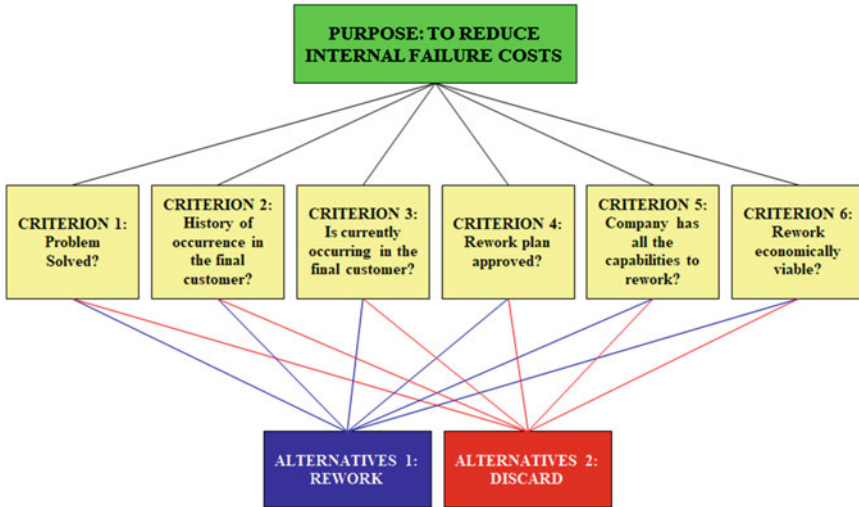 PURPOSE: TO REDUCE
INTERNAL FAILURE COSTS
CRITERION 1:
Problem
Solved?
CRITERION 2:
History of
occurrence in
the final
customer?
CRITERION 3:
Is currently
occurring in the
final customer?
CRITERION 4:
Rework plan
approved?
CRITERION 5:
Company has
all the
capabilities to
rework?
CRITERION 6:
Rework
economically
viable?
ALTERNATIVES 1:
REWORK
ALTERNATIVES 2:
DISCARD